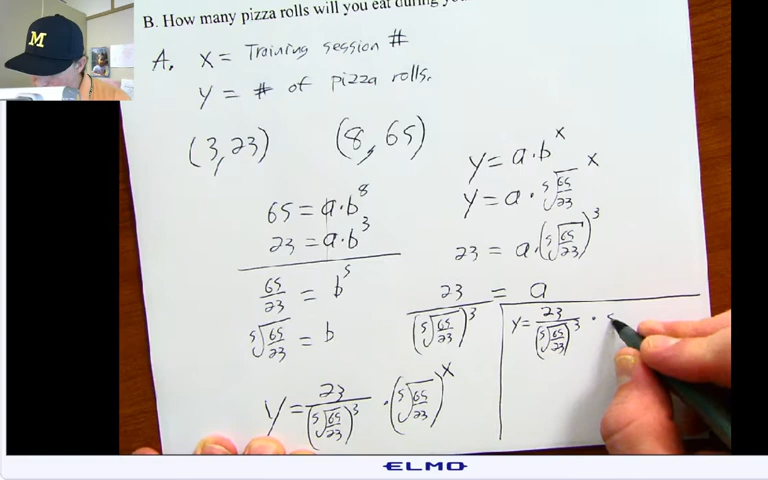 B. How many pizza rolls will you eat during
A. x = Training session #
y = # of pizza rolls.
(3,23) (8,65)
y = a·b^x
65 = a·b^8
y = a·⁵√(65/23)^x
23 = a·b^3
23 = a·(⁵√(65/23))^3
65/23 = b^5
23/(⁵√(65/23))^3 = a
⁵√(65/23) = b
y = 23/(⁵√(65/23))^3 · 5
y = 23/(⁵√(65/23))^3 · (⁵√(65/23))^x
M
ELMO